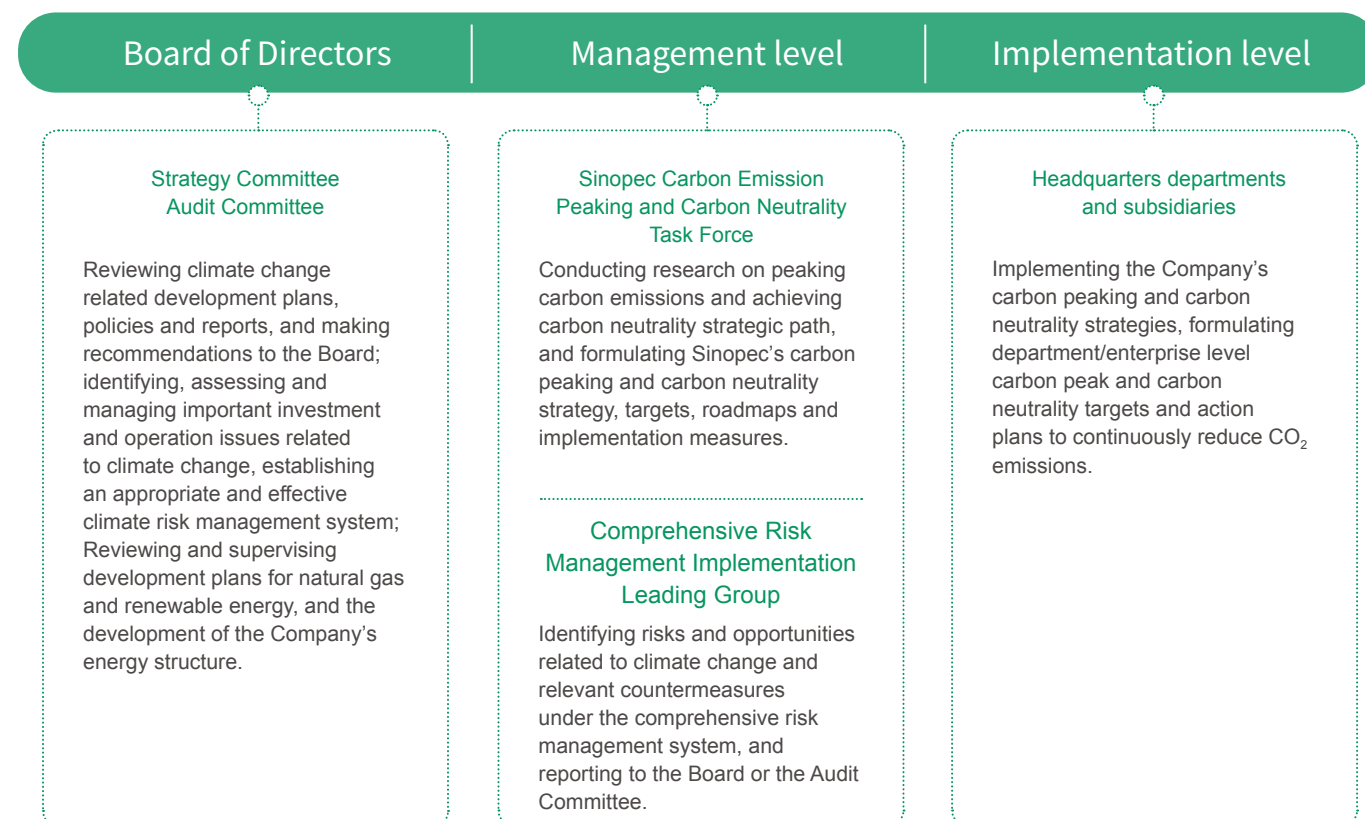 Board of Directors
Management level
Implementation level
Strategy Committee
Audit Committee
Reviewing climate change
related development plans,
policies and reports, and making
recommendations to the Board;
identifying, assessing and
managing important investment
and operation issues related
to climate change, establishing
an appropriate and effective
climate risk management system;
Reviewing and supervising
development plans for natural gas
and renewable energy, and the
development of the Company’s
energy structure.
Sinopec Carbon Emission
Peaking and Carbon Neutrality
Task Force
Conducting research on peaking
carbon emissions and achieving
carbon neutrality strategic path,
and formulating Sinopec’s carbon
peaking and carbon neutrality
strategy, targets, roadmaps and
implementation measures.
Comprehensive Risk
Management Implementation
Leading Group
Identifying risks and opportunities
related to climate change and
relevant countermeasures
under the comprehensive risk
management system, and
reporting to the Board or the Audit
Committee.
Headquarters departments
and subsidiaries
Implementing the Company’s
carbon peaking and carbon
neutrality strategies, formulating
department/enterprise level
carbon peak and carbon
neutrality targets and action
plans to continuously reduce CO₂
emissions.